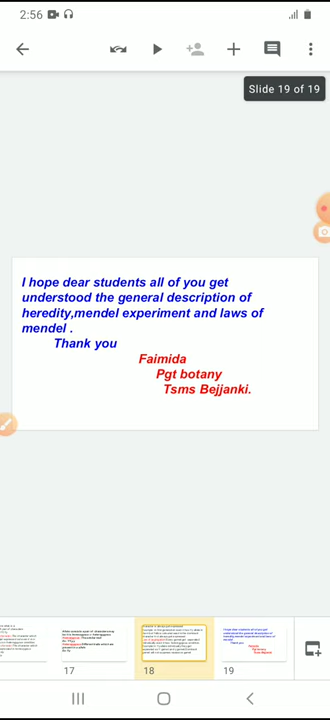 2:56
Slide 19 of 19
I hope dear students all of you get
understood the general description of
heredity,mendel experiment and laws of
mendel .
Thank you
Faimida
Pgt botany
Tsms Bejjanki.
17
18
19